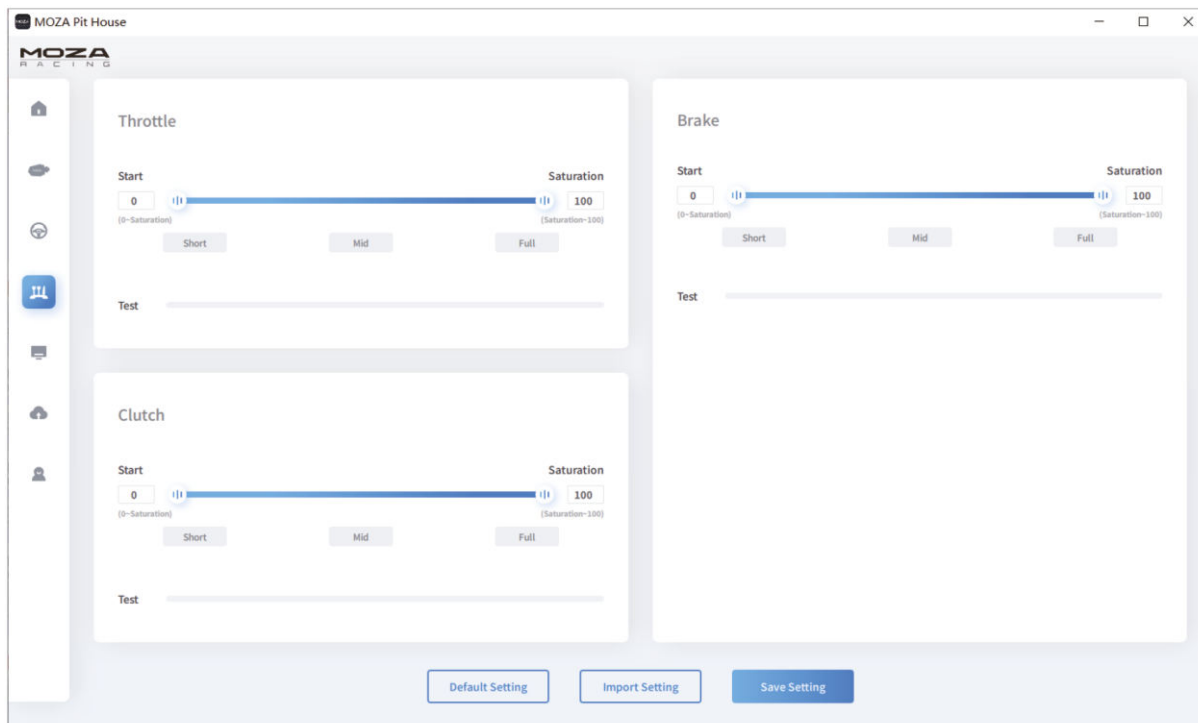 MOZA Pit House
MOZA
RACING
Throttle
Start Saturation
0 100
(0~Saturation) (Saturation~100)
Short Mid Full
Test
Clutch
Start Saturation
0 100
(0~Saturation) (Saturation~100)
Short Mid Full
Test
Brake
Start Saturation
0 100
(0~Saturation) (Saturation~100)
Short Mid Full
Test
Default Setting Import Setting Save Setting